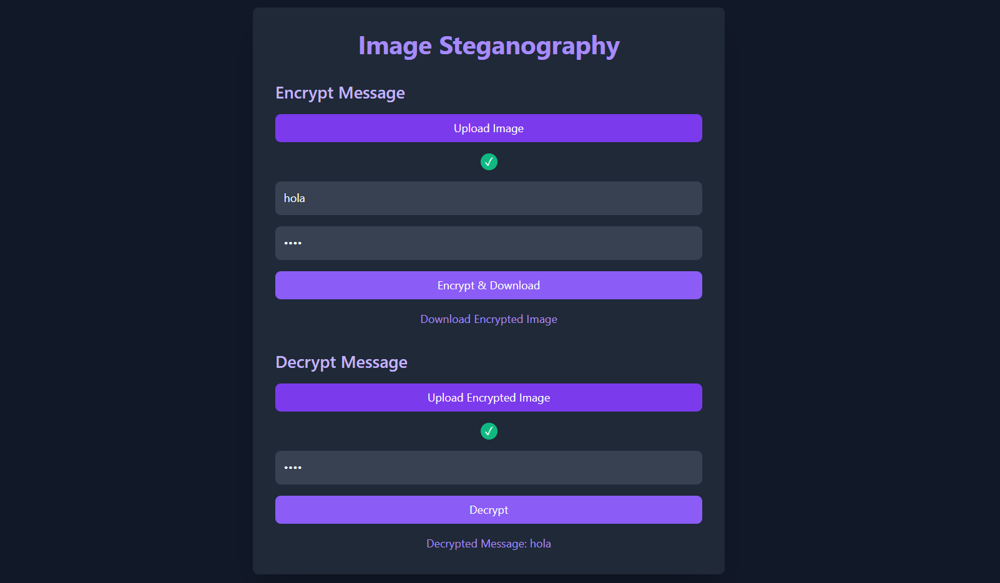 Image Steganography
Encrypt Message
Upload Image
✓
hola
••••
Encrypt & Download
Download Encrypted Image
Decrypt Message
Upload Encrypted Image
✓
••••
Decrypt
Decrypted Message: hola